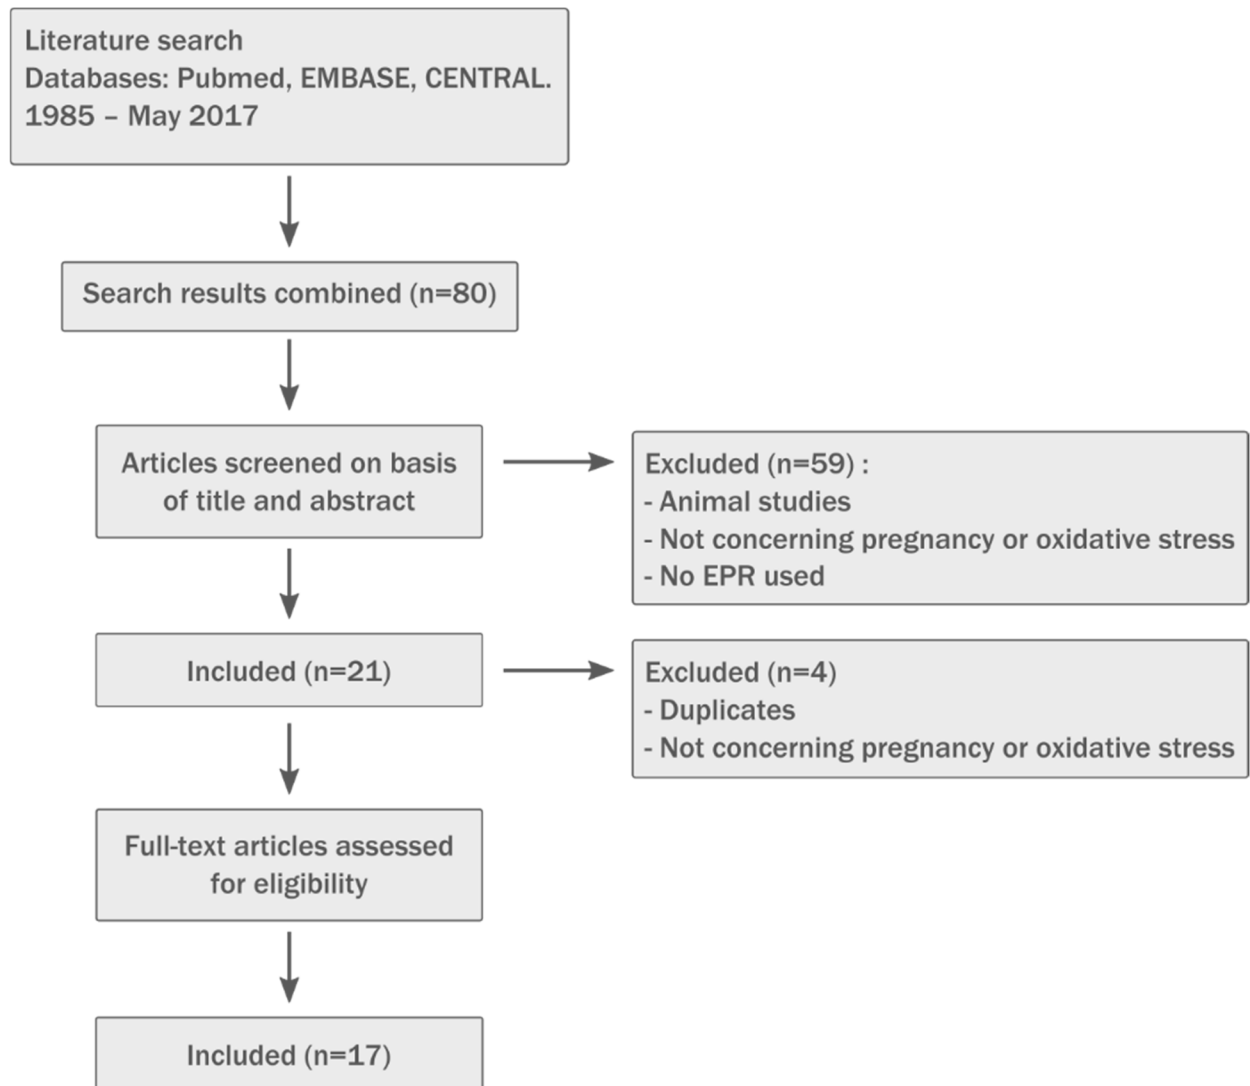 Literature search
Databases: Pubmed, EMBASE, CENTRAL.
1985 – May 2017
Search results combined (n=80)
Articles screened on basis
of title and abstract
Excluded (n=59) :
- Animal studies
- Not concerning pregnancy or oxidative stress
- No EPR used
Included (n=21)
Excluded (n=4)
- Duplicates
- Not concerning pregnancy or oxidative stress
Full-text articles assessed
for eligibility
Included (n=17)